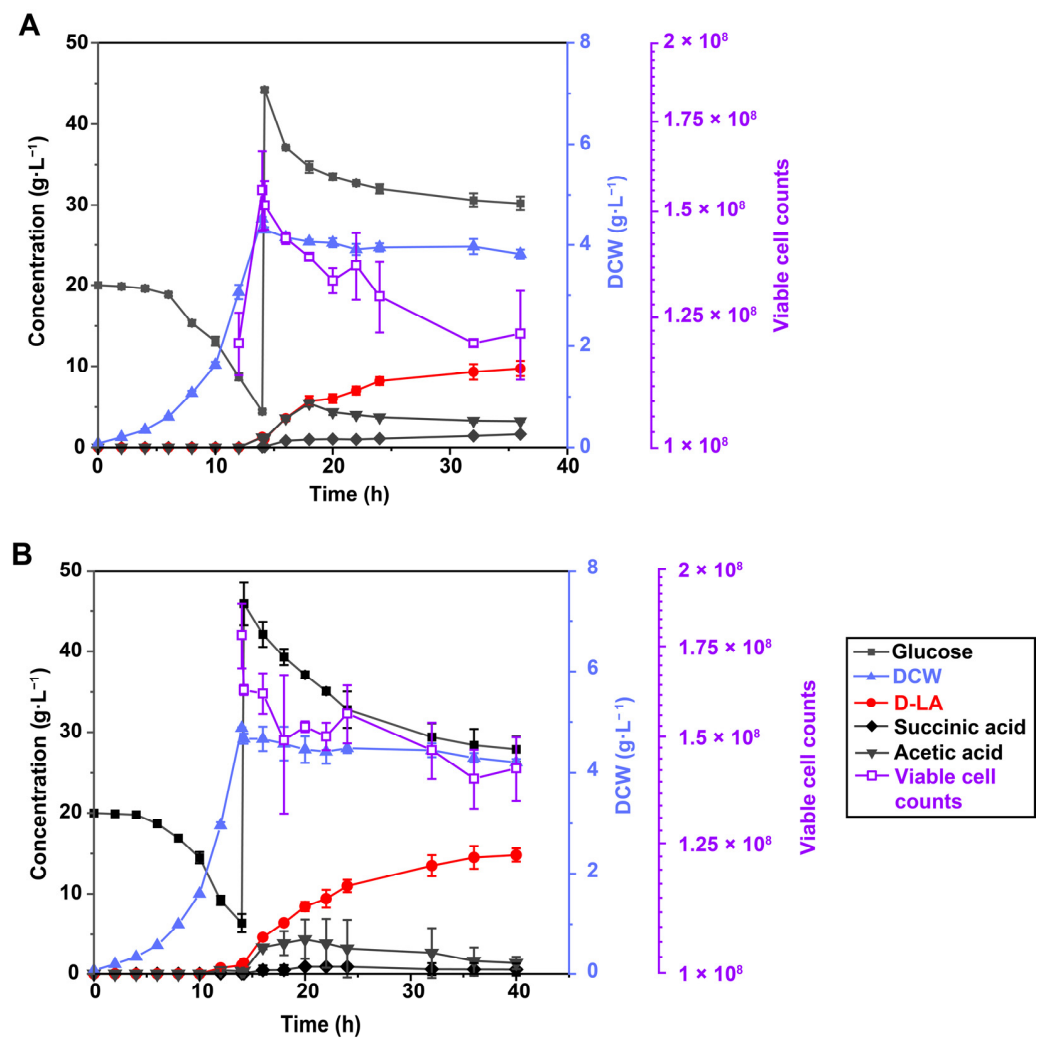 A
50
40
30
20
10
0
Concentration (g·L⁻¹)
0
10
20
30
40
Time (h)
8
6
4
2
0
DCW (g·L⁻¹)
2 × 10⁸
1.75 × 10⁸
1.5 × 10⁸
1.25 × 10⁸
1 × 10⁸
Viable cell counts
B
50
40
30
20
10
0
Concentration (g·L⁻¹)
0
10
20
30
40
Time (h)
8
6
4
2
0
DCW (g·L⁻¹)
2 × 10⁸
1.75 × 10⁸
1.5 × 10⁸
1.25 × 10⁸
1 × 10⁸
Viable cell counts
Glucose
DCW
D-LA
Succinic acid
Acetic acid
Viable cell
counts